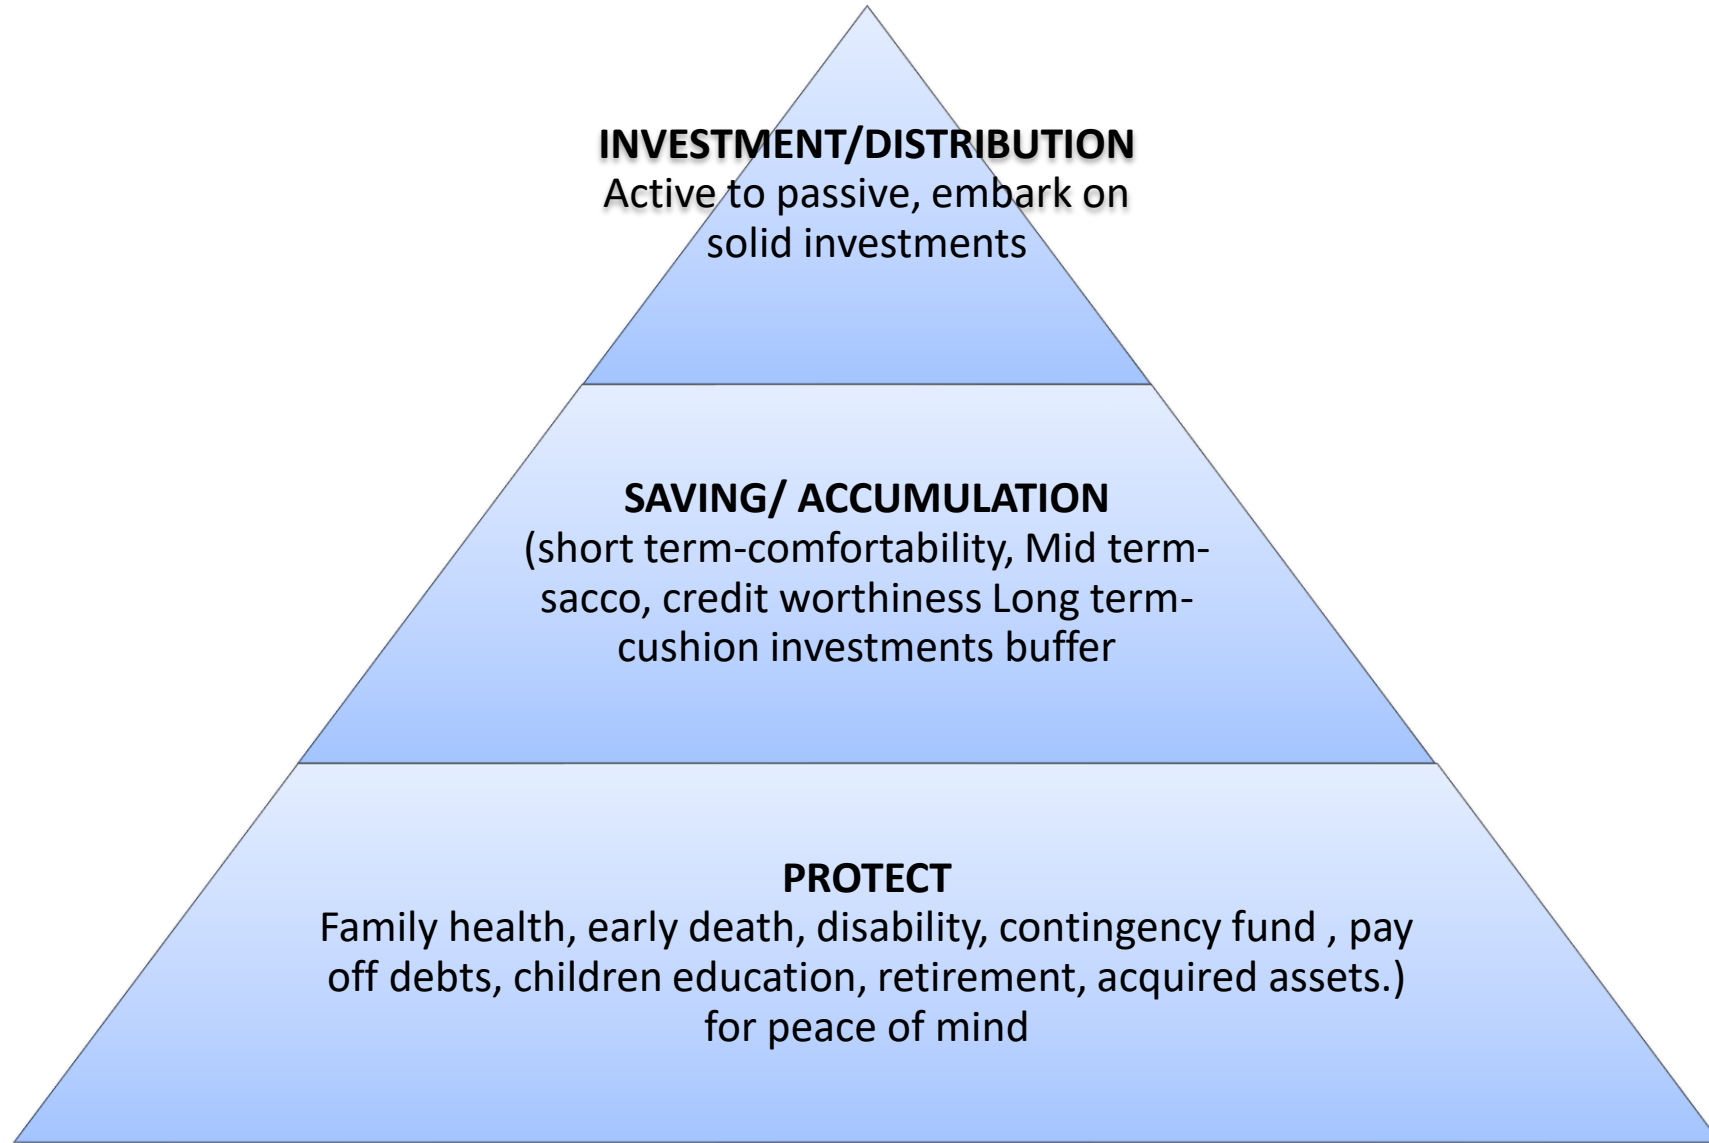 INVESTMENT/DISTRIBUTION
Active to passive, embark on
solid investments
SAVING/ ACCUMULATION
(short term-comfortability, Mid term-
sacco, credit worthiness Long term-
cushion investments buffer
PROTECT
Family health, early death, disability, contingency fund , pay
off debts, children education, retirement, acquired assets.)
for peace of mind